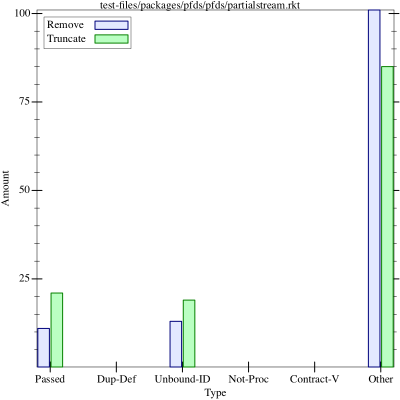 test-files/packages/pfds/pfds/partialstream.rkt
Remove
Truncate
100
75
50
25
Amount
Passed Dup-Def Unbound-ID Not-Proc Contract-V Other
Type